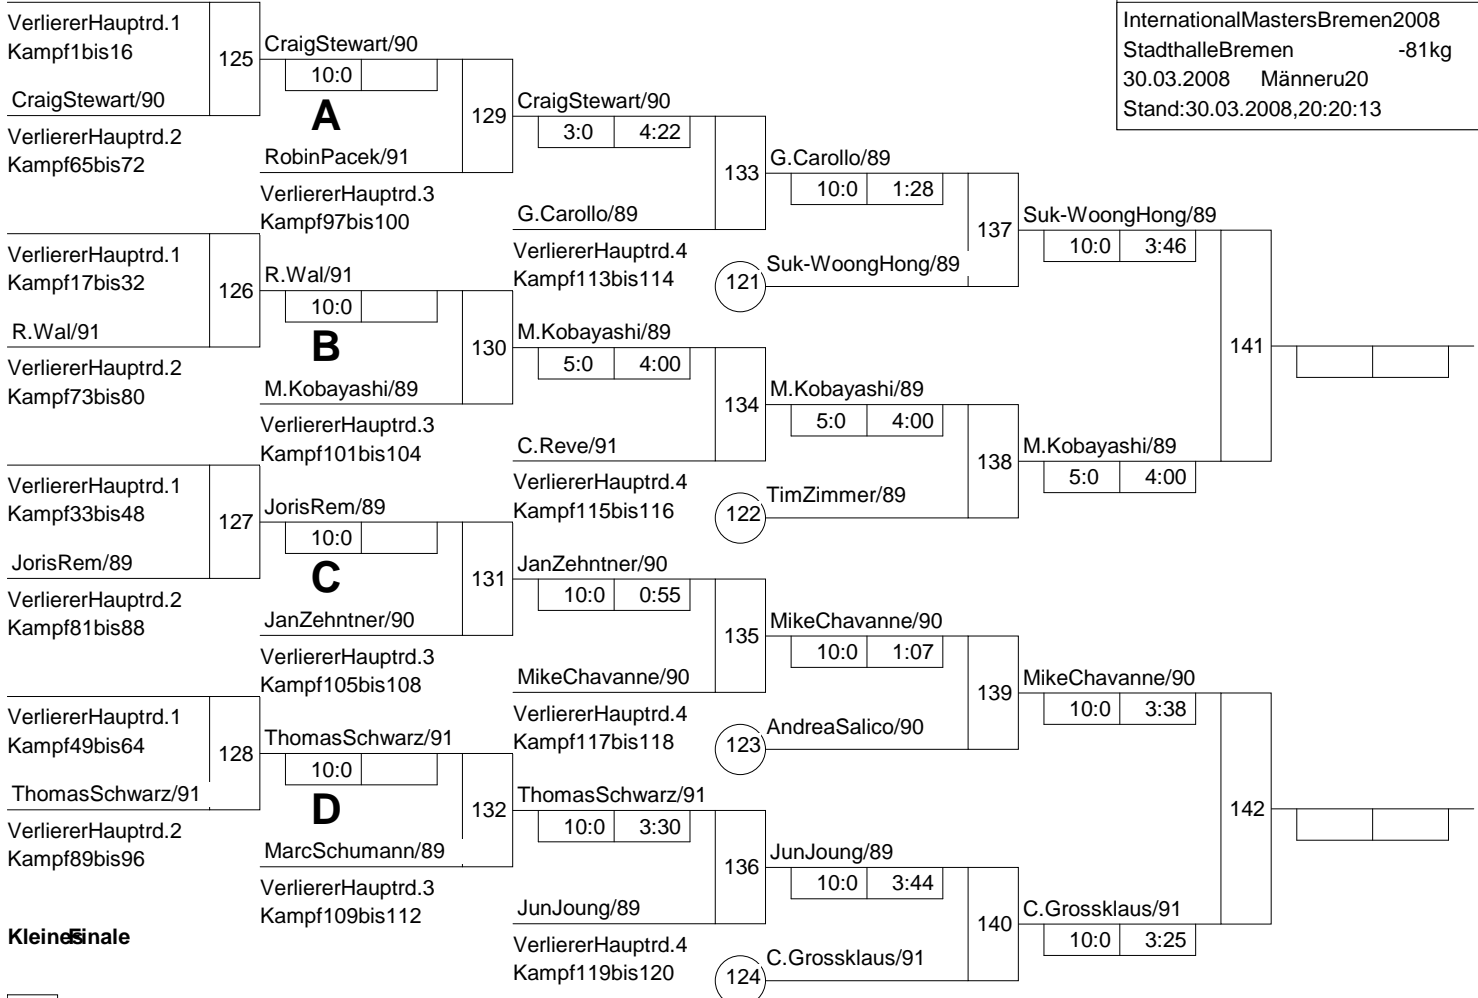 InternationalMastersBremen2008
StadthalleBremen -81kg
30.03.2008 Männeru20
Stand:30.03.2008,20:20:13
VerliererHauptrd.1
Kampf1bis16
CraigStewart/90
VerliererHauptrd.2
Kampf65bis72
125
VerliererHauptrd.1
Kampf17bis32
R.Wal/91
VerliererHauptrd.2
Kampf73bis80
126
VerliererHauptrd.1
Kampf33bis48
JorisRem/89
VerliererHauptrd.2
Kampf81bis88
127
VerliererHauptrd.1
Kampf49bis64
ThomasSchwarz/91
VerliererHauptrd.2
Kampf89bis96
128
CraigStewart/90
10:0
A
RobinPacek/91
VerliererHauptrd.3
Kampf97bis100
129
R.Wal/91
10:0
B
M.Kobayashi/89
VerliererHauptrd.3
Kampf101bis104
130
JorisRem/89
10:0
C
JanZehntner/90
VerliererHauptrd.3
Kampf105bis108
131
ThomasSchwarz/91
10:0
D
MarcSchumann/89
VerliererHauptrd.3
Kampf109bis112
132
CraigStewart/90
3:0 4:22
G.Carollo/89
VerliererHauptrd.4
Kampf113bis114
133
M.Kobayashi/89
5:0 4:00
C.Reve/91
VerliererHauptrd.4
Kampf115bis116
134
JanZehntner/90
10:0 0:55
MikeChavanne/90
VerliererHauptrd.4
Kampf117bis118
135
ThomasSchwarz/91
10:0 3:30
JunJoung/89
VerliererHauptrd.4
Kampf119bis120
136
G.Carollo/89
10:0 1:28
121 Suk-WoongHong/89
137
M.Kobayashi/89
5:0 4:00
122 TimZimmer/89
138
MikeChavanne/90
10:0 1:07
123 AndreaSalico/90
139
JunJoung/89
10:0 3:44
124 C.Grossklaus/91
140
Suk-WoongHong/89
10:0 3:46
141
M.Kobayashi/89
5:0 4:00
MikeChavanne/90
10:0 3:38
142
C.Grossklaus/91
10:0 3:25
KleinesFinale